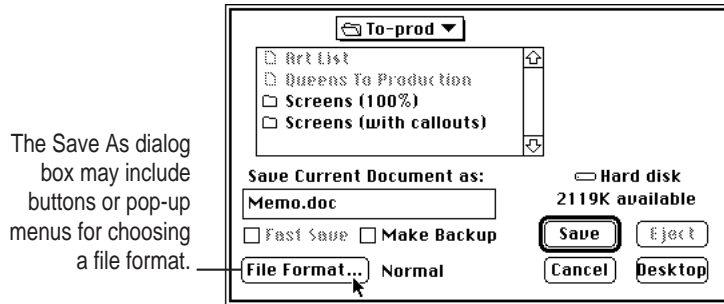 To-prod
Art List
Queens To Production
Screens (100%)
Screens (with callouts)
The Save As dialog
box may include
buttons or pop-up
menus for choosing
a file format.
Save Current Document as:
Memo.doc
Fast Save Make Backup
File Format... Normal
Hard disk
2119K available
Save Eject
Cancel Desktop